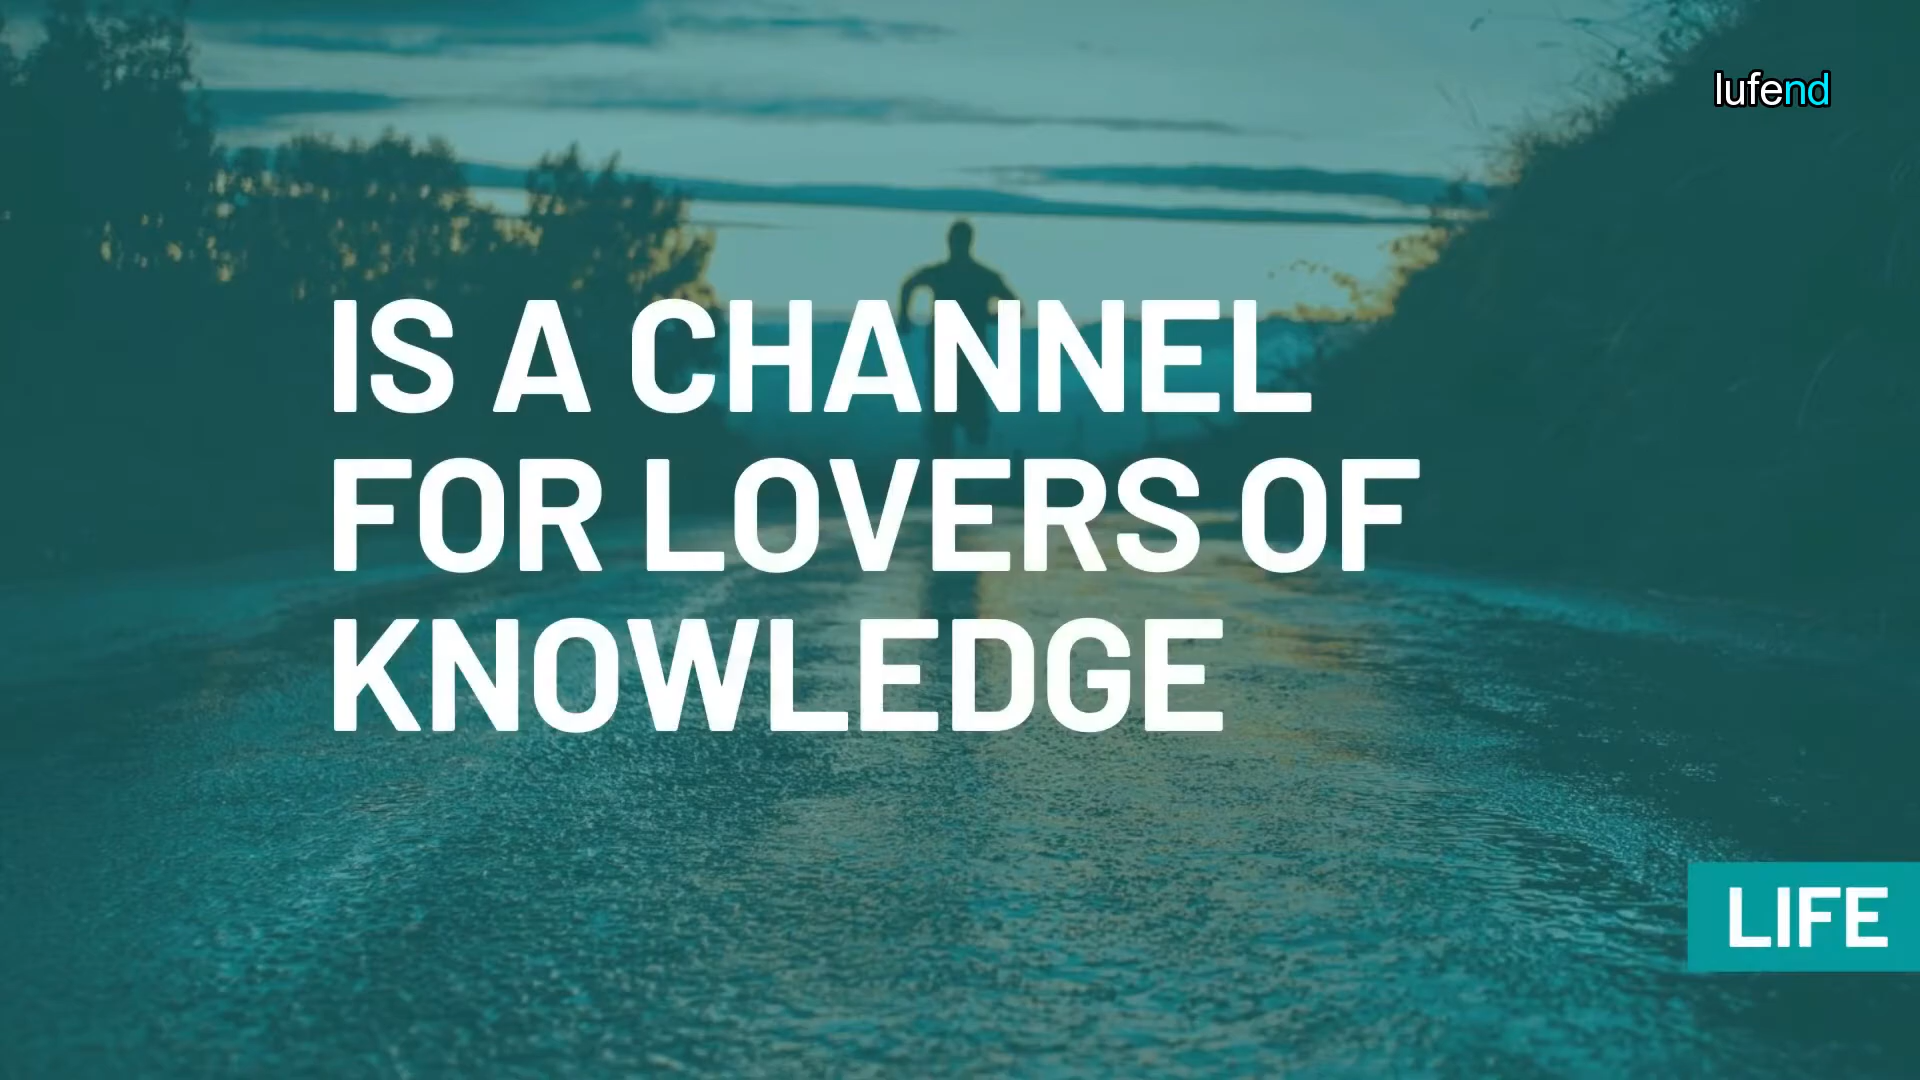 lufend
IS A CHANNEL
FOR LOVERS OF
KNOWLEDGE
LIFE